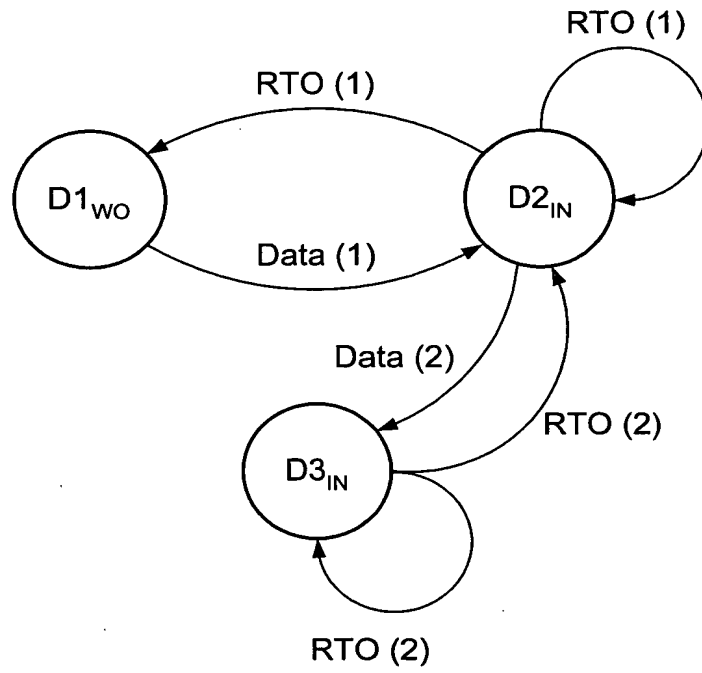 RTO (1)
RTO (1)
D1WO
D2IN
Data (1)
Data (2)
RTO (2)
D3IN
RTO (2)